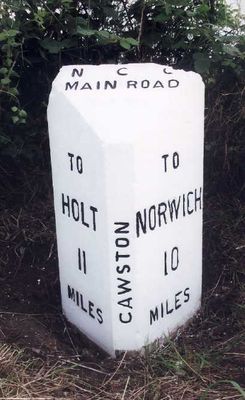 N C C
MAIN ROAD
TO
HOLT
11
MILES
CAWSTON
TO
NORWICH
10
MILES